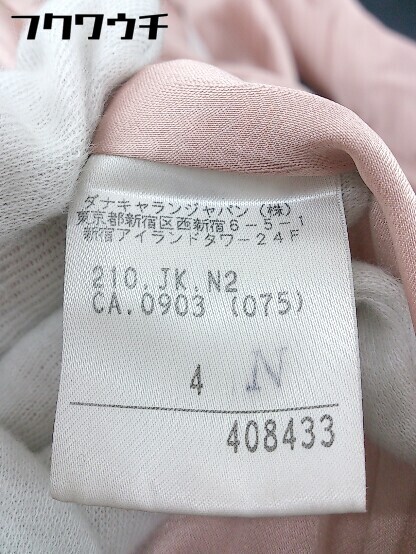 フクウウチ
ダナキャランジャパン(株)
東京都新宿区西新宿6-5-1
新宿アイランドタワー24F
210.JK.N2
CA.0903 (075)
4 N
408433